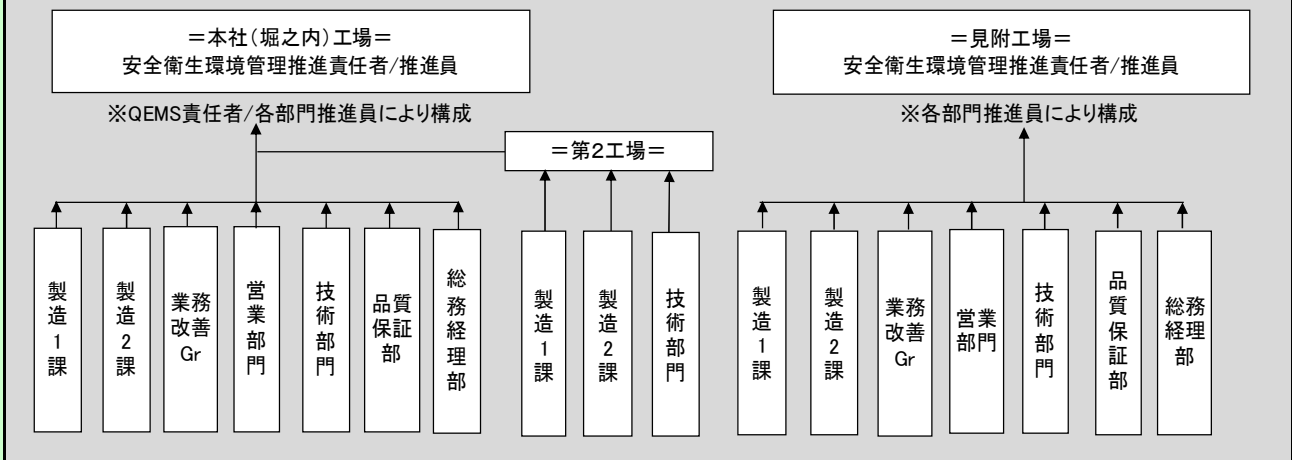 ＝本社（堀之内）工場＝
安全衛生環境管理推進責任者/推進員
※QEMS責任者/各部門推進員により構成
＝見附工場＝
安全衛生環境管理推進責任者/推進員
※各部門推進員により構成
＝第２工場＝
製造1課
製造2課
業務
改善
Gr
営業部門
技術部門
品質
保証
部
総務経理部
製造1課
製造2課
技術部門
製造1課
製造2課
業務
改善
Gr
営業
部門
技術部門
品質保証部
総務
経理
部